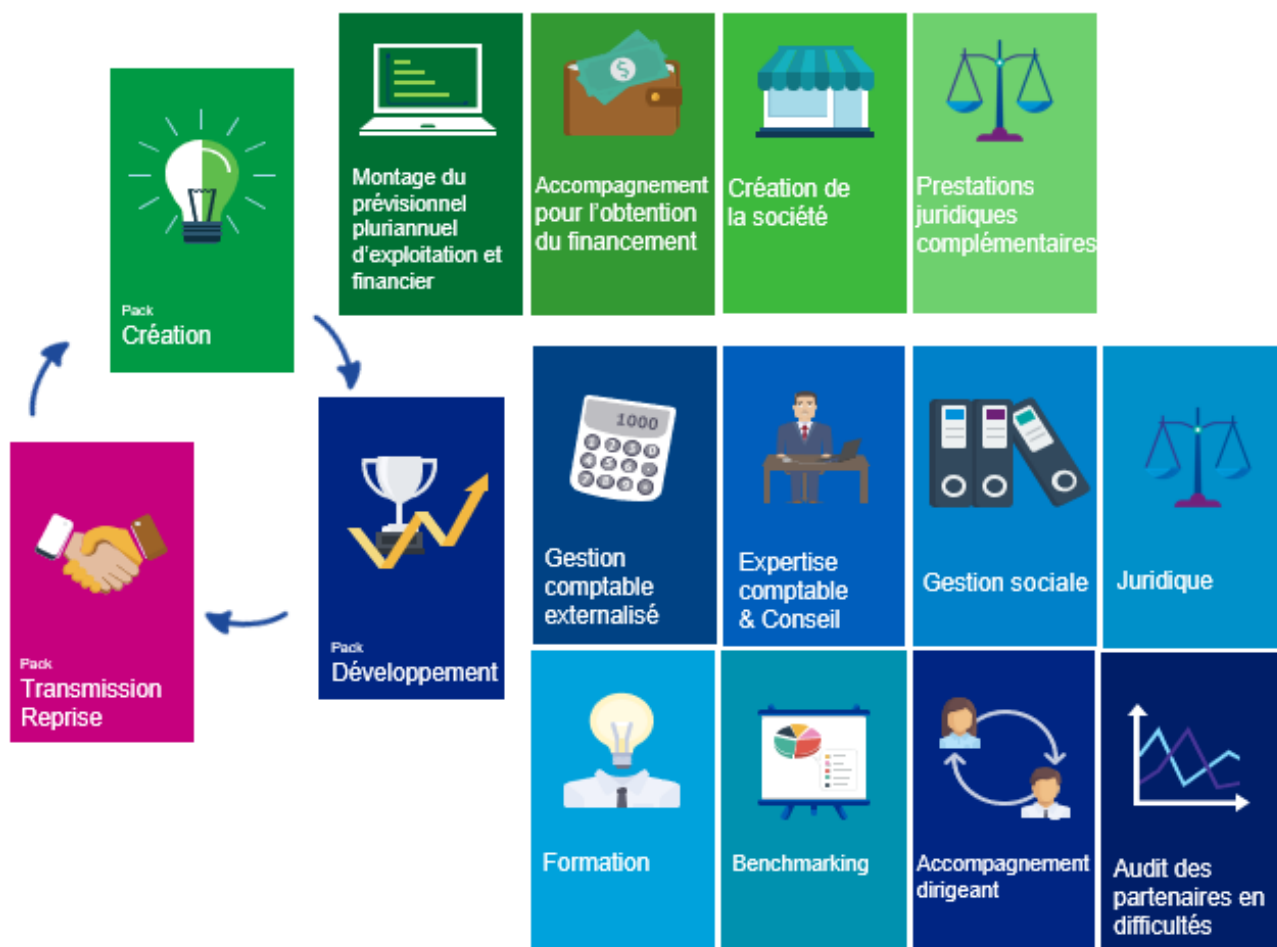 Pack
Création
Montage du
prévisionnel
pluriannuel
d'exploitation et
financier
Accompagnement
pour l'obtention
du financement
Création de
la société
Prestations
juridiques
complémentaires
Pack
Développement
Pack
Transmission
Reprise
1000
Gestion
comptable
externalisé
Expertise
comptable
& Conseil
Gestion sociale
Juridique
Formation
Benchmarking
Accompagnement
dirigeant
Audit des
partenaires en
difficultés